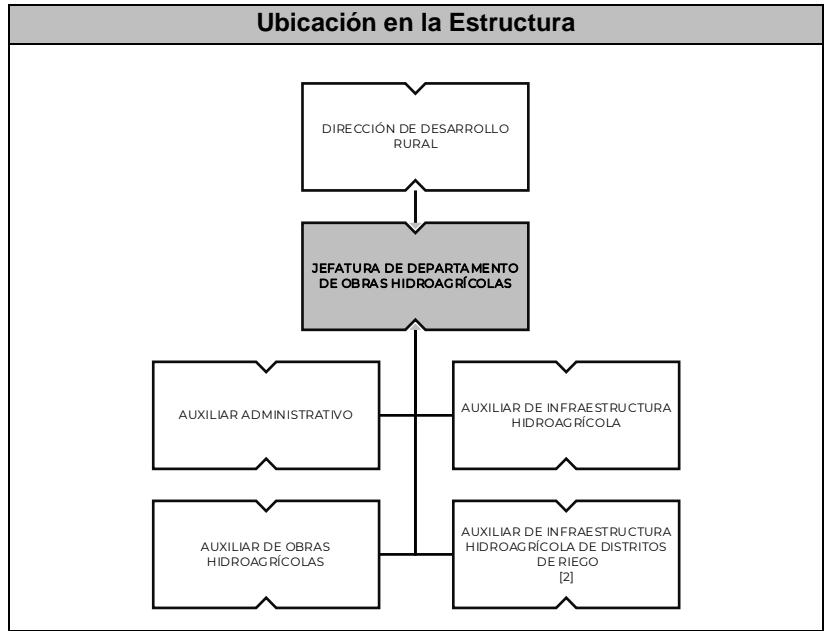 Ubicación en la Estructura
DIRECCIÓN DE DESARROLLO
RURAL
JEFATURA DE DEPARTAMENTO
DE OBRAS HIDROAGRÍCOLAS
AUXILIAR ADMINISTRATIVO
AUXILIAR DE INFRAESTRUCTURA
HIDROAGRÍCOLA
AUXILIAR DE OBRAS
HIDROAGRÍCOLAS
AUXILIAR DE INFRAESTRUCTURA
HIDROAGRÍCOLA DE DISTRITOS
DE RIEGO
[2]